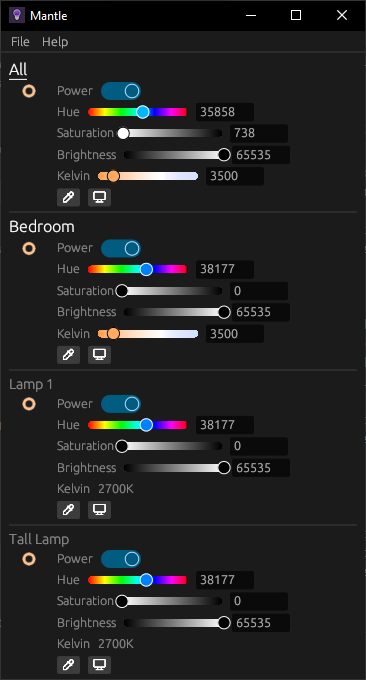 Mantle
File Help
All
Power
Hue 35858
Saturation 738
Brightness 65535
Kelvin 3500
Bedroom
Power
Hue 38177
Saturation 0
Brightness 65535
Kelvin 3500
Lamp 1
Power
Hue 38177
Saturation 0
Brightness 65535
Kelvin 2700K
Tall Lamp
Power
Hue 38177
Saturation 0
Brightness 65535
Kelvin 2700K